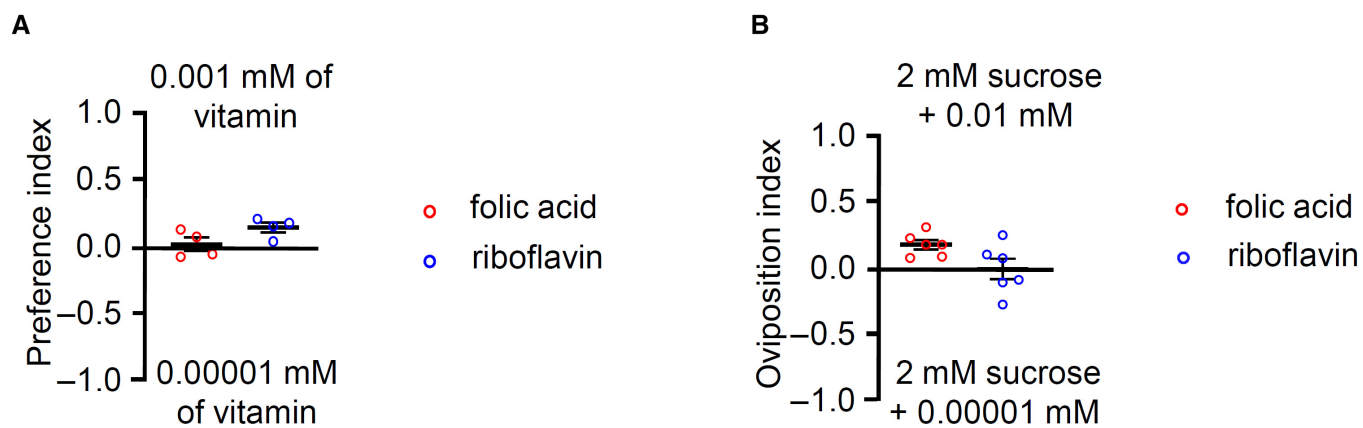 A
0.001 mM of
vitamin
Preference index
1.0
0.5
0.0
–0.5
–1.0
0.00001 mM
of vitamin
folic acid
riboflavin
B
2 mM sucrose
+ 0.01 mM
Oviposition index
1.0
0.5
0.0
–0.5
–1.0
2 mM sucrose
+ 0.00001 mM
folic acid
riboflavin